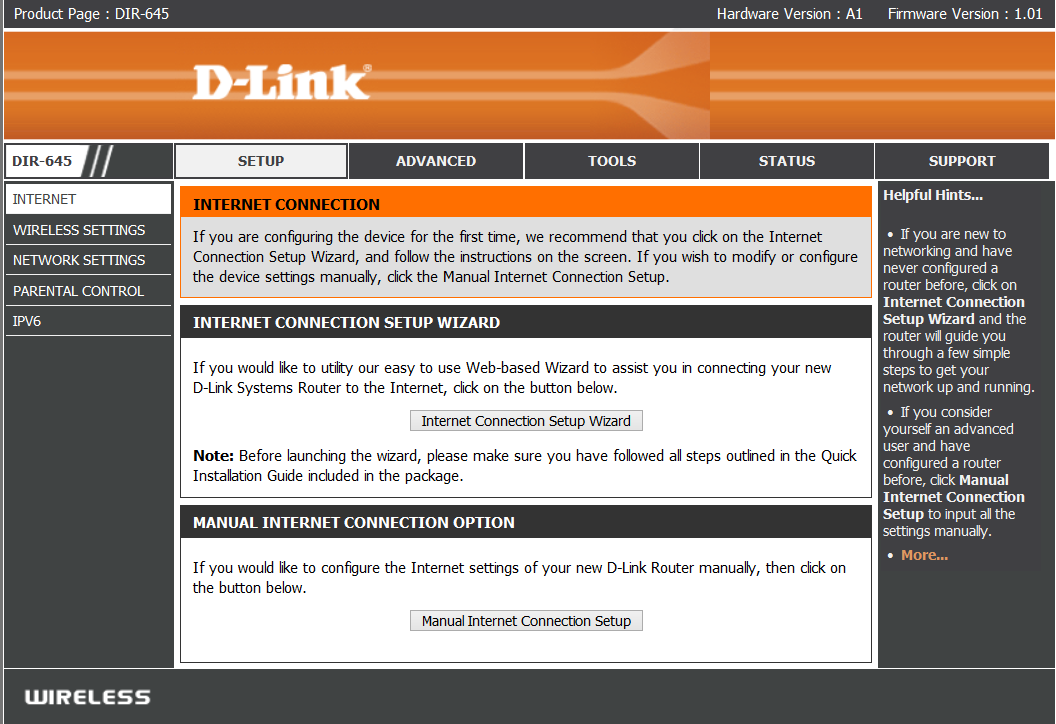 Product Page : DIR-645
Hardware Version : A1
Firmware Version : 1.01
D-Link®
DIR-645
SETUP
ADVANCED
TOOLS
STATUS
SUPPORT
INTERNET
WIRELESS SETTINGS
NETWORK SETTINGS
PARENTAL CONTROL
IPV6
INTERNET CONNECTION
If you are configuring the device for the first time, we recommend that you click on the Internet
Connection Setup Wizard, and follow the instructions on the screen. If you wish to modify or configure
the device settings manually, click the Manual Internet Connection Setup.
INTERNET CONNECTION SETUP WIZARD
If you would like to utility our easy to use Web-based Wizard to assist you in connecting your new
D-Link Systems Router to the Internet, click on the button below.
Internet Connection Setup Wizard
Note: Before launching the wizard, please make sure you have followed all steps outlined in the Quick
Installation Guide included in the package.
MANUAL INTERNET CONNECTION OPTION
If you would like to configure the Internet settings of your new D-Link Router manually, then click on
the button below.
Manual Internet Connection Setup
Helpful Hints...
• If you are new to
networking and have
never configured a
router before, click on
Internet Connection
Setup Wizard and the
router will guide you
through a few simple
steps to get your
network up and running.
• If you consider
yourself an advanced
user and have
configured a router
before, click Manual
Internet Connection
Setup to input all the
settings manually.
• More...
WIRELESS